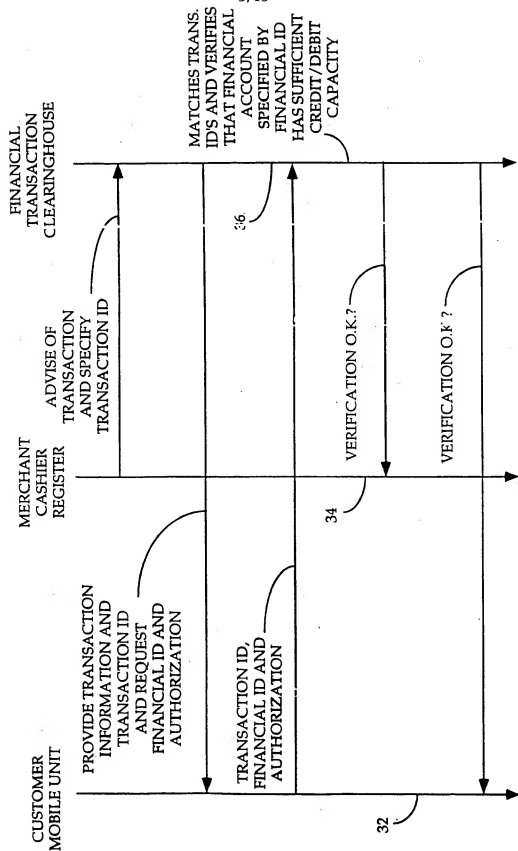 CUSTOMER
MOBILE UNIT
MERCHANT
CASHIER
REGISTER
FINANCIAL
TRANSACTION
CLEARINGHOUSE
ADVISE OF
TRANSACTION
AND SPECIFY
TRANSACTION ID
PROVIDE TRANSACTION
INFORMATION AND
TRANSACTION ID
AND REQUEST
FINANCIAL ID AND
AUTHORIZATION
TRANSACTION ID,
FINANCIAL ID AND
AUTHORIZATION
MATCHES TRANS.
ID'S AND VERIFIES
THAT FINANCIAL
ACCOUNT
SPECIFIED BY
FINANCIAL ID
HAS SUFFICIENT
CREDIT/DEBIT
CAPACITY
36
VERIFICATION O.K.?
34
VERIFICATION O.K.?
32